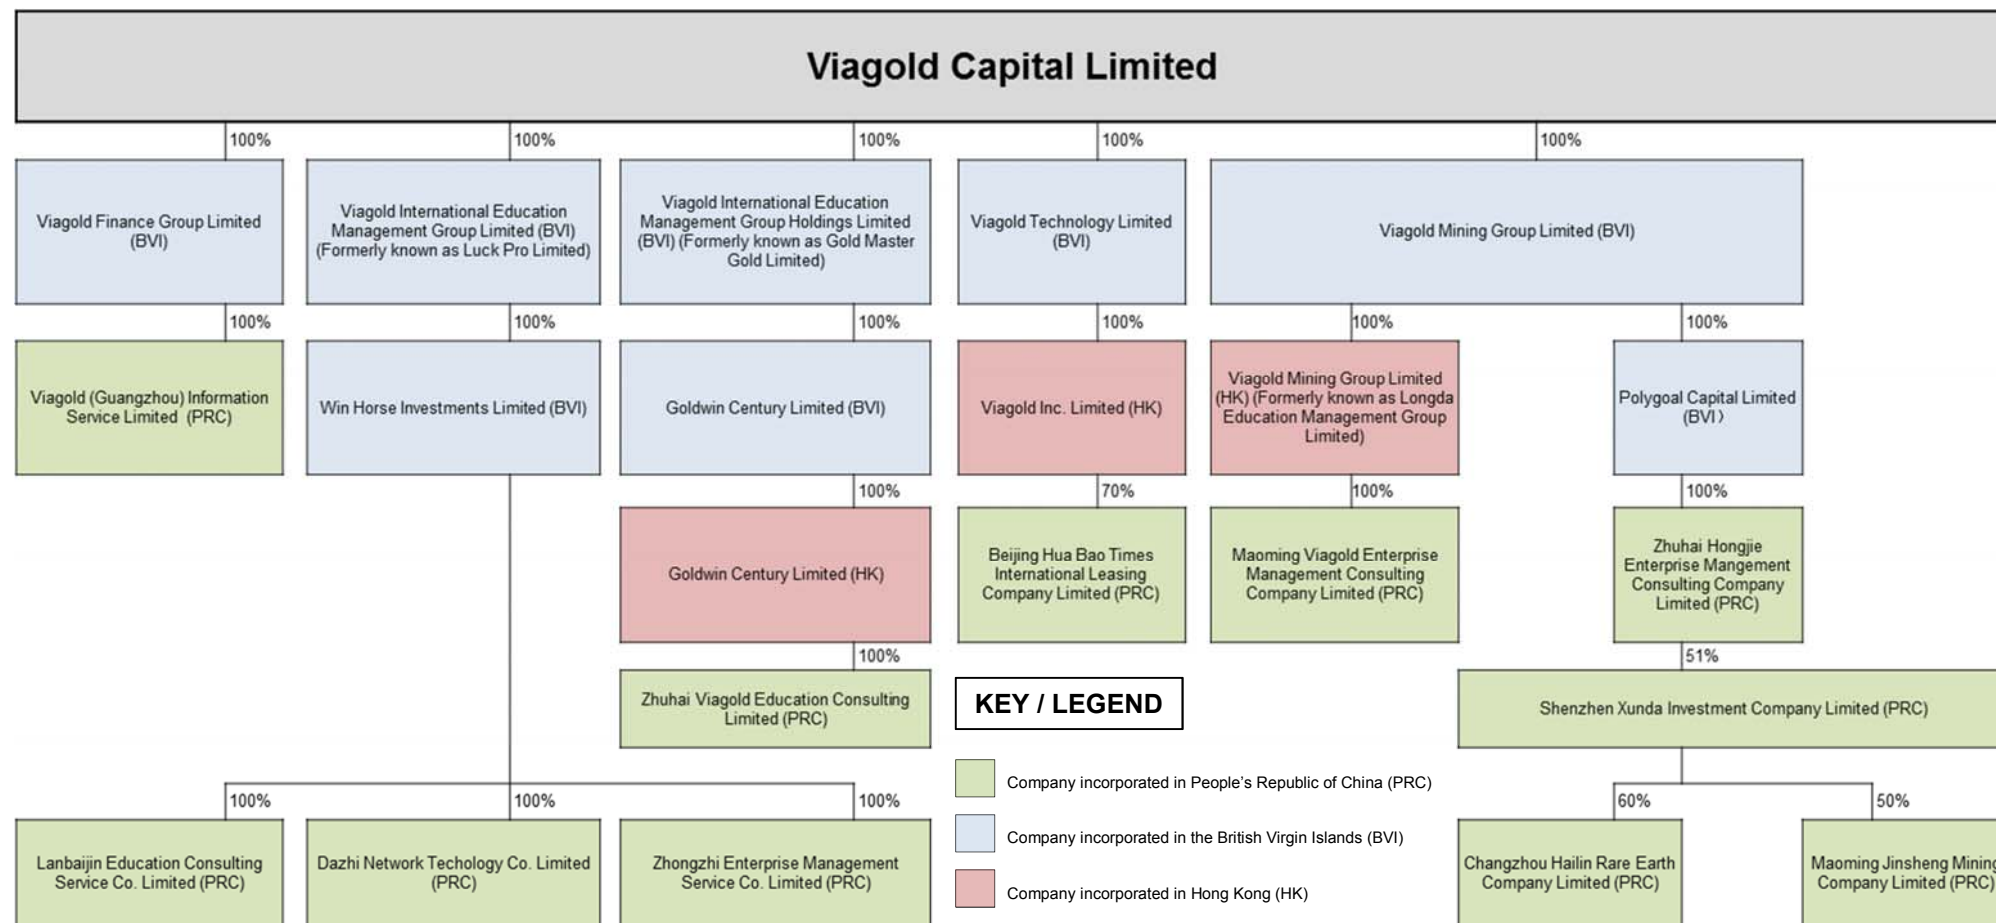 Viagold Capital Limited
100%
100%
100%
100%
100%
Viagold Finance Group Limited
(BVI)
Viagold International Education
Management Group Limited (BVI)
(Formerly known as Luck Pro Limited)
Viagold International Education
Management Group Holdings Limited
(BVI) (Formerly known as Gold Master
Gold Limited)
Viagold Technology Limited
(BVI)
Viagold Mining Group Limited (BVI)
100%
100%
100%
100%
100%
100%
Viagold (Guangzhou) Information
Service Limited (PRC)
Win Horse Investments Limited (BVI)
Goldwin Century Limited (BVI)
Viagold Inc. Limited (HK)
Viagold Mining Group Limited
(HK) (Formerly known as Longda
Education Management Group
Limited)
Polygoal Capital Limited
(BVI）
100%
70%
100%
100%
Goldwin Century Limited (HK)
Beijing Hua Bao Times
International Leasing
Company Limited (PRC)
Maoming Viagold Enterprise
Management Consulting
Company Limited (PRC)
Zhuhai Hongjie
Enterprise Mangement
Consulting Company
Limited (PRC)
100%
51%
Zhuhai Viagold Education Consulting
Limited (PRC)
KEY / LEGEND
Shenzhen Xunda Investment Company Limited (PRC)
Company incorporated in People’s Republic of China (PRC)
Company incorporated in the British Virgin Islands (BVI)
Company incorporated in Hong Kong (HK)
100%
100%
100%
60%
50%
Lanbaijin Education Consulting
Service Co. Limited (PRC)
Dazhi Network Techology Co. Limited
(PRC)
Zhongzhi Enterprise Management
Service Co. Limited (PRC)
Changzhou Hailin Rare Earth
Company Limited (PRC)
Maoming Jinsheng Mining
Company Limited (PRC)